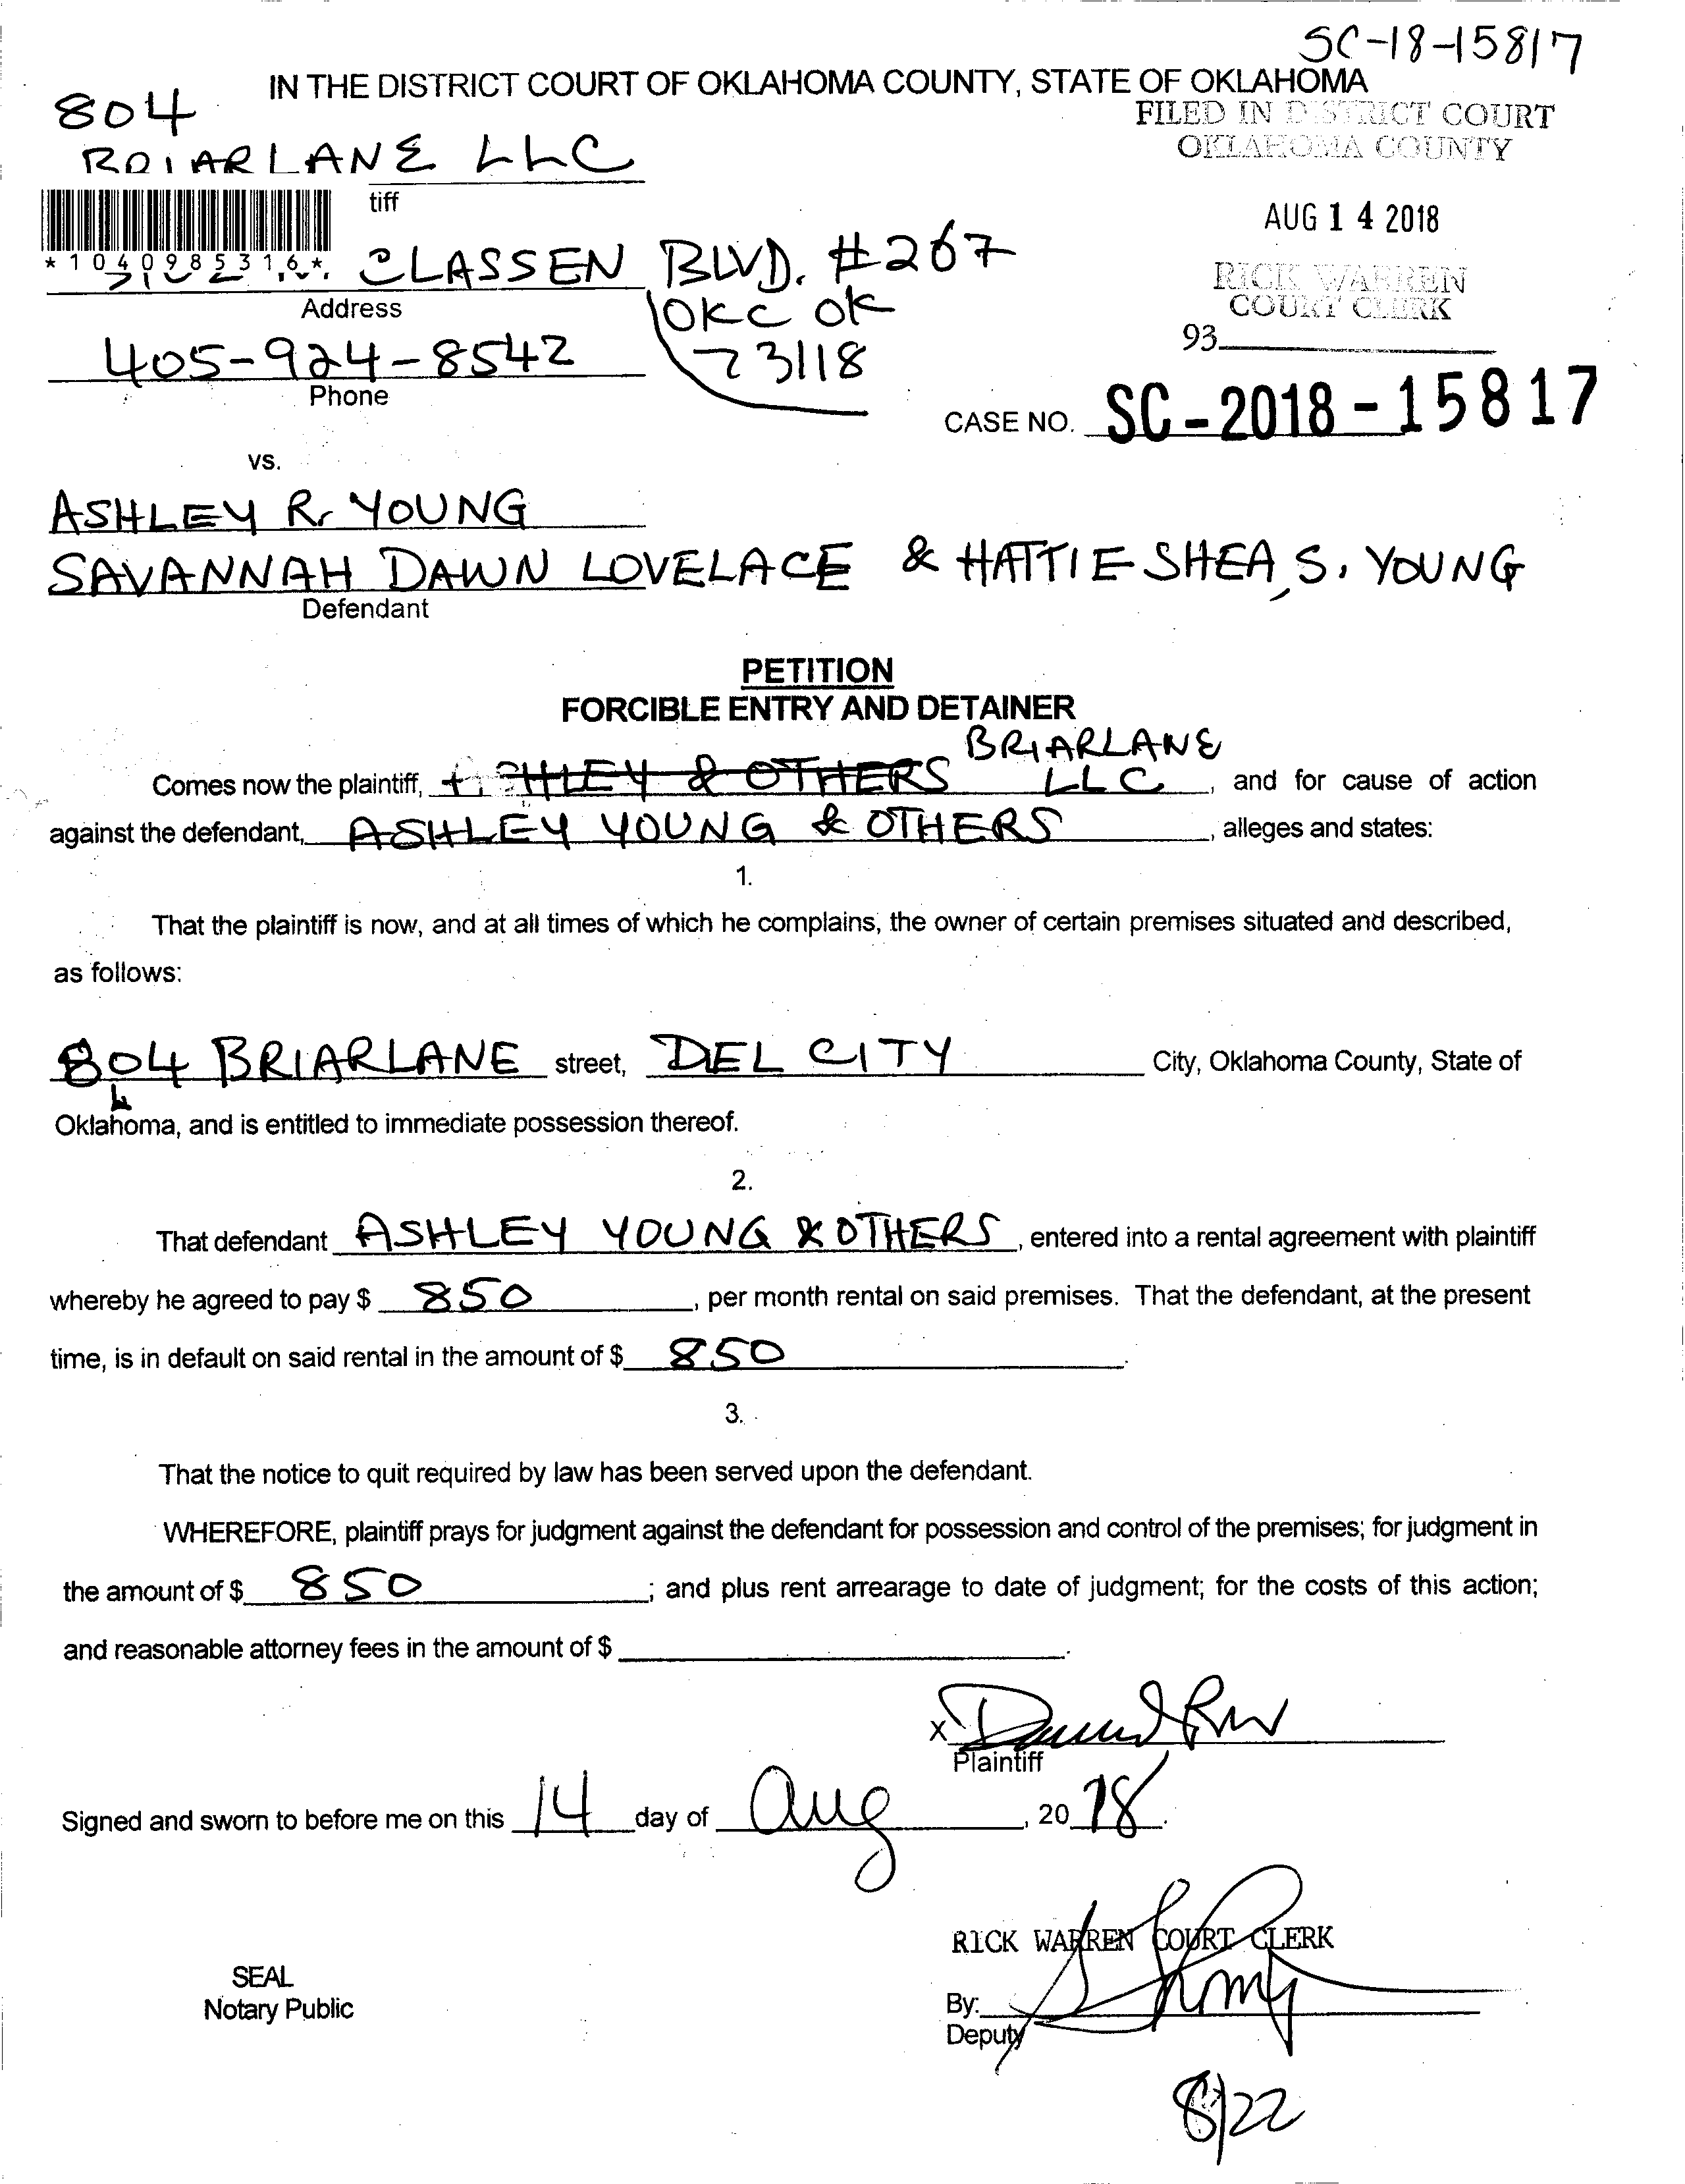 SC-18-15817
IN THE DISTRICT COURT OF OKLAHOMA COUNTY, STATE OF OKLAHOMA
FILED IN DISTRICT COURT
OKLAHOMA COUNTY
804
BRIARLANE LLC
tiff
AUG 14 2018
*1040985316*
CLASSEN BLVD. #267
Address
OKC OK
73118
RICK WARREN
COURT CLERK
93
405-924-8542
Phone
CASE NO. SC-2018-15817
vs.
ASHLEY R. YOUNG
SAVANNAH DAWN LOVELACE & HATTIE SHEA S. YOUNG
Defendant
PETITION
FORCIBLE ENTRY AND DETAINER
BRIARLANE
Comes now the plaintiff, HLEY & OTHERS LLC, and for cause of action
against the defendant, ASHLEY YOUNG & OTHERS, alleges and states:
1.
That the plaintiff is now, and at all times of which he complains, the owner of certain premises situated and described,
as follows:
804 BRIARLANE street, DEL CITY City, Oklahoma County, State of
Oklahoma, and is entitled to immediate possession thereof.
2.
That defendant ASHLEY YOUNG & OTHERS, entered into a rental agreement with plaintiff
whereby he agreed to pay $ 850, per month rental on said premises. That the defendant, at the present
time, is in default on said rental in the amount of $ 850.
3.
That the notice to quit required by law has been served upon the defendant.
WHEREFORE, plaintiff prays for judgment against the defendant for possession and control of the premises; for judgment in
the amount of $ 850; and plus rent arrearage to date of judgment; for the costs of this action;
and reasonable attorney fees in the amount of $.
X
Plaintiff
Signed and sworn to before me on this 14 day of Aug, 2018.
RICK WARREN COURT CLERK
SEAL
Notary Public
By:
Deputy
8/22